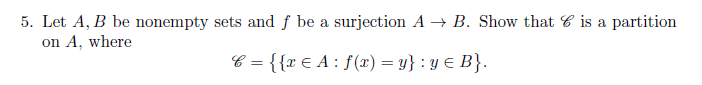 5. Let A, B be nonempty sets and f be a surjection A → B. Show that 𝒞 is a partition
on A, where
𝒞 = {{x ∈ A : f(x) = y} : y ∈ B}.